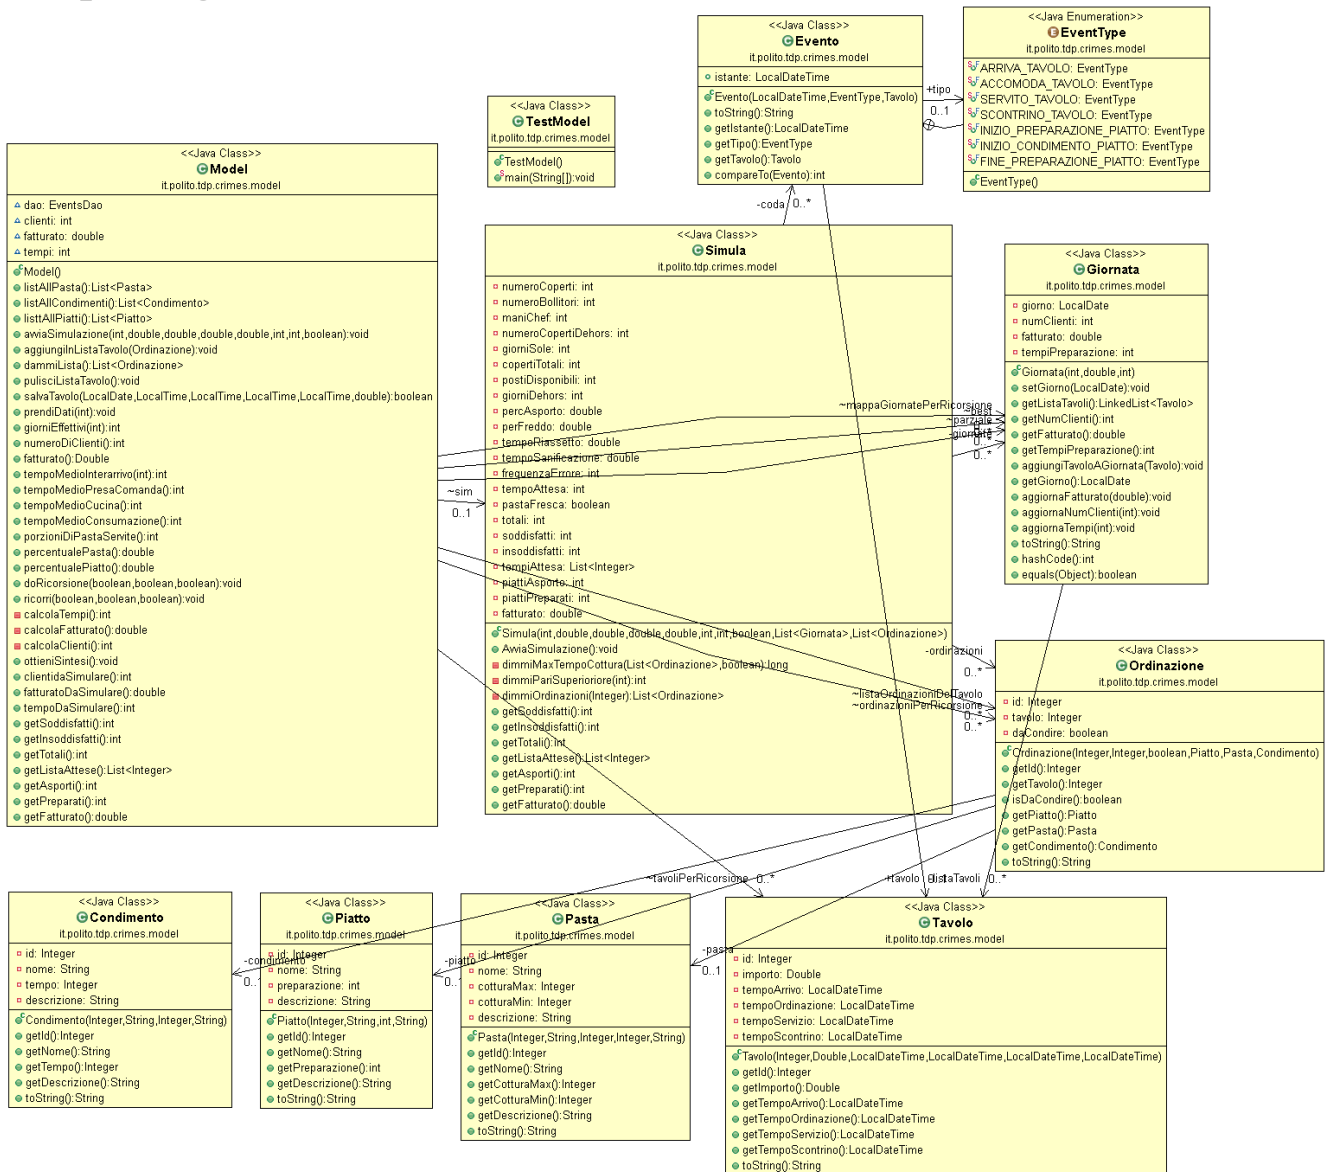 <<Java Class>>
Evento
it.polito.tdp.crimes.model
istante: LocalDateTime
Evento(LocalDateTime,EventType,Tavolo)
toString():String
getIstante():LocalDateTime
getTipo():EventType
getTavolo():Tavolo
compareTo(Evento):int
<<Java Enumeration>>
EventType
it.polito.tdp.crimes.model
ARRIVA_TAVOLO: EventType
ACCOMODA_TAVOLO: EventType
SERVITO_TAVOLO: EventType
SCONTRINO_TAVOLO: EventType
INIZIO_PREPARAZIONE_PIATTO: EventType
INIZIO_CONDIMENTO_PIATTO: EventType
FINE_PREPARAZIONE_PIATTO: EventType
EventType()
+tipo
0..1
<<Java Class>>
TestModel
it.polito.tdp.crimes.model
TestModel()
main(String[]):void
<<Java Class>>
Model
it.polito.tdp.crimes.model
dao: EventsDao
clienti: int
fatturato: double
tempi: int
Model()
listAllPasta():List<Pasta>
listAllCondimenti():List<Condimento>
listtAllPiatti():List<Piatto>
avviaSimulazione(int,double,double,double,double,int,int,boolean):void
aggiungiInListaTavolo(Ordinazione):void
dammiLista():List<Ordinazione>
pulisciListaTavolo():void
salvaTavolo(LocalDate,LocalTime,LocalTime,LocalTime,LocalTime,double):boolean
prendiDati(int):void
giorniEffettivi(int):int
numeroDiClienti():int
fatturato():Double
tempoMedioInterarrivo(int):int
tempoMedioPresaComanda():int
tempoMedioCucina():int
tempoMedioConsumazione():int
porzioniDiPastaServite():int
percentualePasta():double
percentualePiatto():double
doRicorsione(boolean,boolean,boolean):void
ricorri(boolean,boolean,boolean):void
calcolaTempi():int
calcolaFatturato():double
calcolaClienti():int
ottieniSintesi():void
clientidaSimulare():int
fatturatoDaSimulare():double
tempoDaSimulare():int
getSoddisfatti():int
getInsoddisfatti():int
getTotali():int
getListaAttese():List<Integer>
getAsporti():int
getPreparati():int
getFatturato():double
-coda
0..*
<<Java Class>>
Simula
it.polito.tdp.crimes.model
numeroCoperti: int
numeroBollitori: int
maniChef: int
numeroCopertiDehors: int
giorniSole: int
copertiTotali: int
postiDisponibili: int
giorniDehors: int
percAsporto: double
perFreddo: double
tempoRiassetto: double
tempoSanificazione: double
frequenzaErrore: int
tempoAttesa: int
pastaFresca: boolean
totali: int
soddisfatti: int
insoddisfatti: int
tempiAttesa: List<Integer>
piattiAsporto: int
piattiPreparati: int
fatturato: double
Simula(int,double,double,double,double,int,int,boolean,List<Giornata>,List<Ordinazione>)
AvviaSimulazione():void
dimmiMaxTempoCottura(List<Ordinazione>,boolean):long
dimmiPariSuperioriore(int):int
dimmiOrdinazioni(Integer):List<Ordinazione>
getSoddisfatti():int
getInsoddisfatti():int
getTotali():int
getListaAttese():List<Integer>
getAsporti():int
getPreparati():int
getFatturato():double
~sim
0..1
<<Java Class>>
Giornata
it.polito.tdp.crimes.model
giorno: LocalDate
numClienti: int
fatturato: double
tempiPreparazione: int
Giornata(int,double,int)
setGiorno(LocalDate):void
getListaTavoli():LinkedList<Tavolo>
getNumClienti():int
getFatturato():double
getTempiPreparazione():int
aggiungiTavoloAGiornata(Tavolo):void
getGiorno():LocalDate
aggiornaFatturato(double):void
aggiornaNumClienti(int):void
aggiornaTempi(int):void
toString():String
hashCode():int
equals(Object):boolean
~mappaGiornatePerRicorsione
~best
~parziale
-giornate
0..*
-ordinazioni
0..*
~listaOrdinazioniDelTavolo
~ordinazioniPerRicorsione
0..*
0..*
<<Java Class>>
Ordinazione
it.polito.tdp.crimes.model
id: Integer
tavolo: Integer
daCondire: boolean
Ordinazione(Integer,Integer,boolean,Piatto,Pasta,Condimento)
getId():Integer
getTavolo():Integer
isDaCondire():boolean
getPiatto():Piatto
getPasta():Pasta
getCondimento():Condimento
toString():String
~tavoliPerRicorsione
0..*
+tavolo
0..1
-listaTavoli
0..*
<<Java Class>>
Condimento
it.polito.tdp.crimes.model
id: Integer
nome: String
tempo: Integer
descrizione: String
Condimento(Integer,String,Integer,String)
getId():Integer
getNome():String
getTempo():Integer
getDescrizione():String
toString():String
-condimento
0..1
<<Java Class>>
Piatto
it.polito.tdp.crimes.model
id: Integer
nome: String
preparazione: int
descrizione: String
Piatto(Integer,String,int,String)
getId():Integer
getNome():String
getPreparazione():int
getDescrizione():String
toString():String
-piatto
0..1
<<Java Class>>
Pasta
it.polito.tdp.crimes.model
id: Integer
nome: String
cotturaMax: Integer
cotturaMin: Integer
descrizione: String
Pasta(Integer,String,Integer,Integer,String)
getId():Integer
getNome():String
getCotturaMax():Integer
getCotturaMin():Integer
getDescrizione():String
toString():String
-pasta
0..1
<<Java Class>>
Tavolo
it.polito.tdp.crimes.model
id: Integer
importo: Double
tempoArrivo: LocalDateTime
tempoOrdinazione: LocalDateTime
tempoServizio: LocalDateTime
tempoScontrino: LocalDateTime
Tavolo(Integer,Double,LocalDateTime,LocalDateTime,LocalDateTime,LocalDateTime)
getId():Integer
getImporto():Double
getTempoArrivo():LocalDateTime
getTempoOrdinazione():LocalDateTime
getTempoServizio():LocalDateTime
getTempoScontrino():LocalDateTime
toString():String